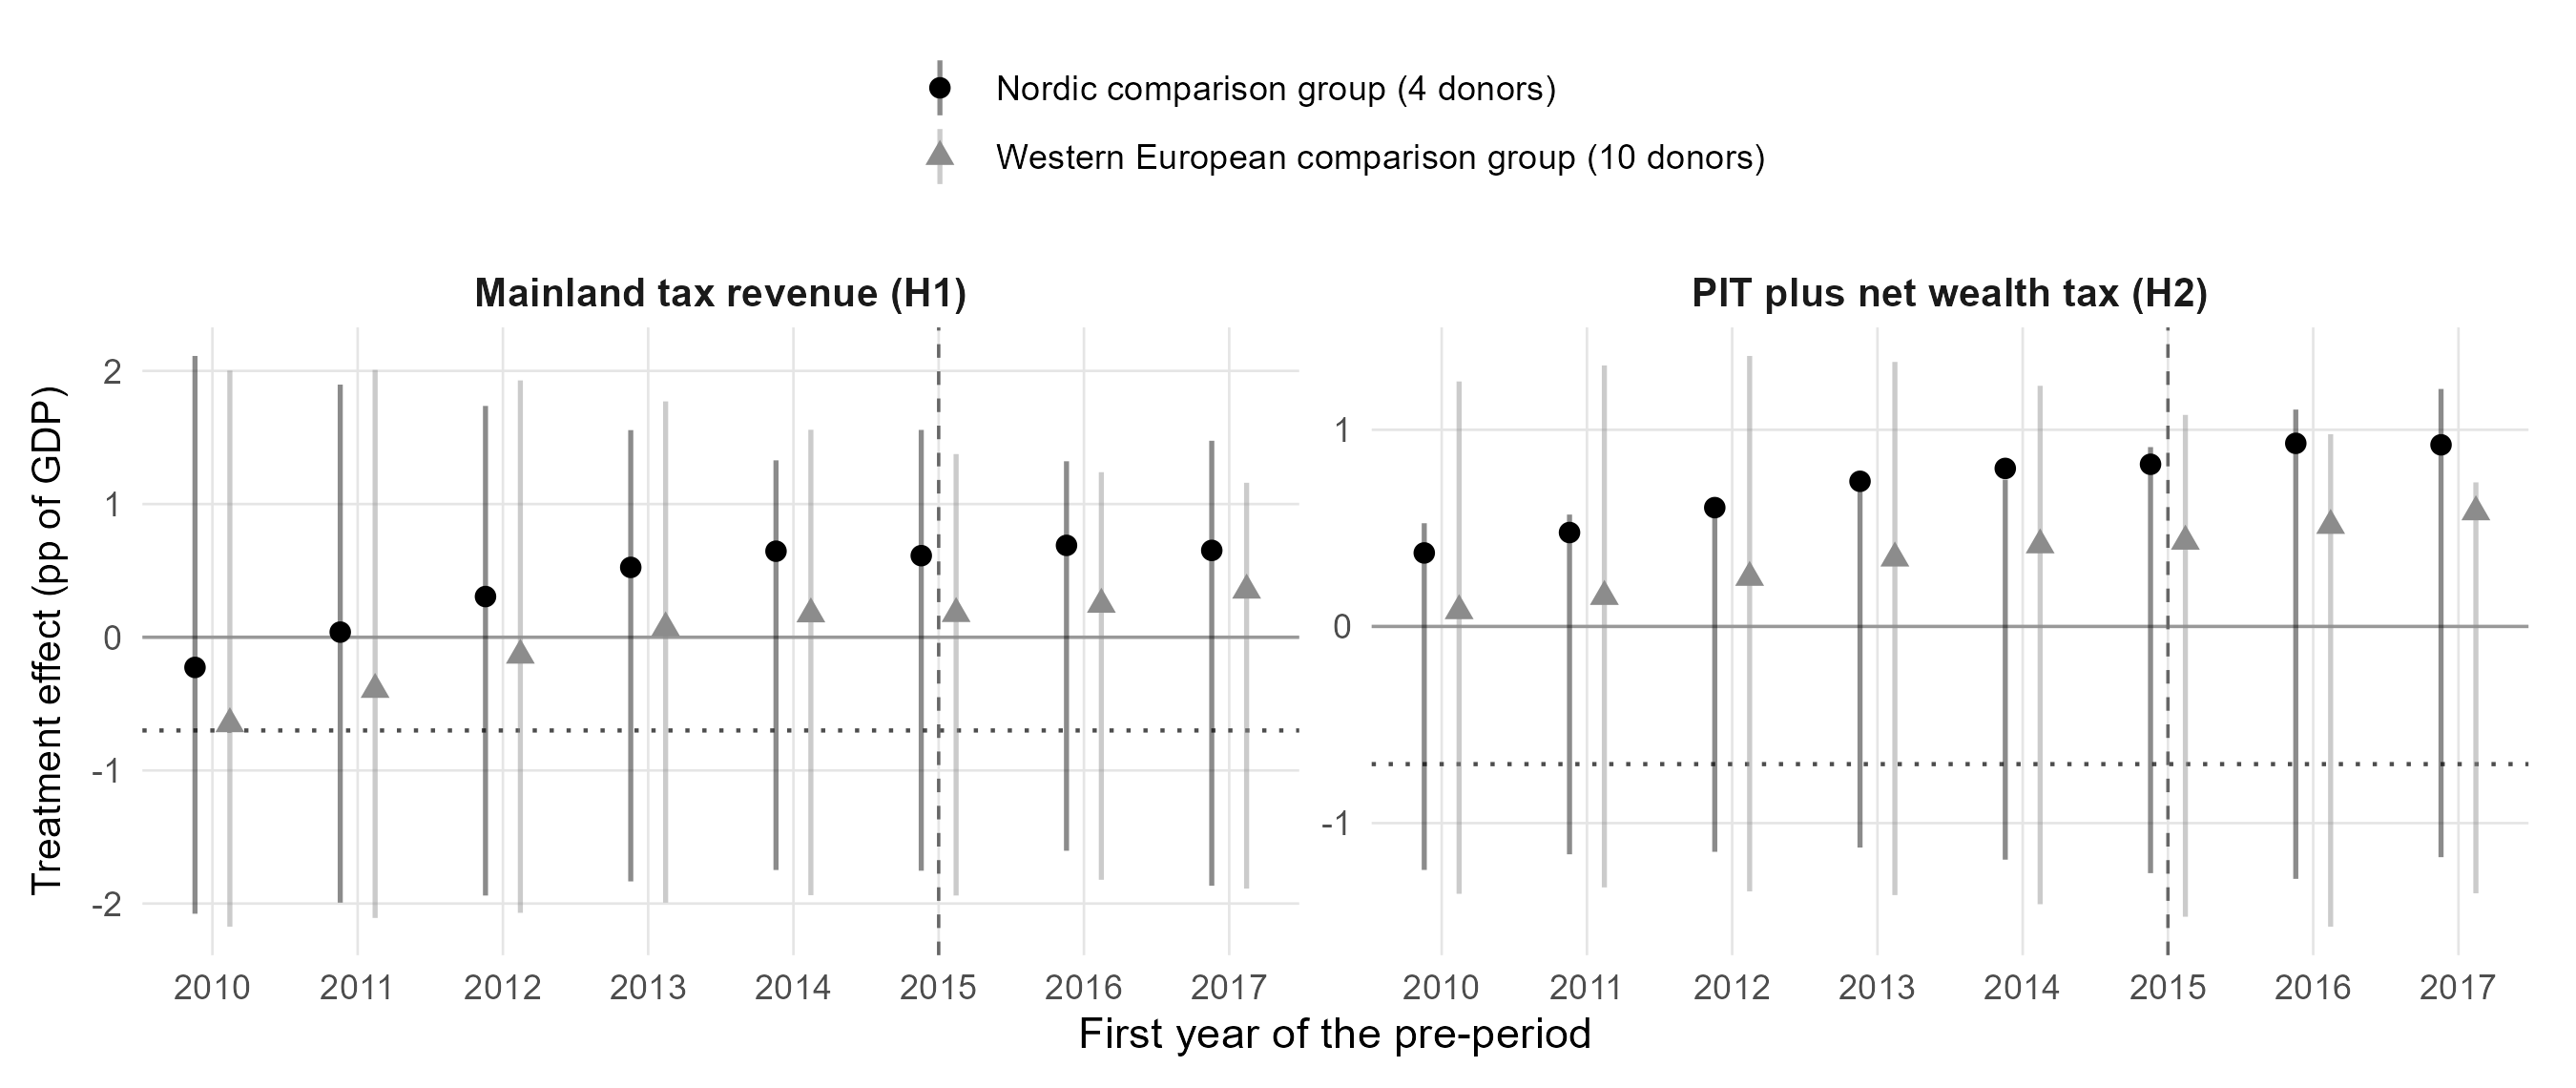 Nordic comparison group (4 donors)
Western European comparison group (10 donors)
Mainland tax revenue (H1)
PIT plus net wealth tax (H2)
Treatment effect (pp of GDP)
2
1
0
-1
-2
1
0
-1
2010 2011 2012 2013 2014 2015 2016 2017
2010 2011 2012 2013 2014 2015 2016 2017
First year of the pre-period